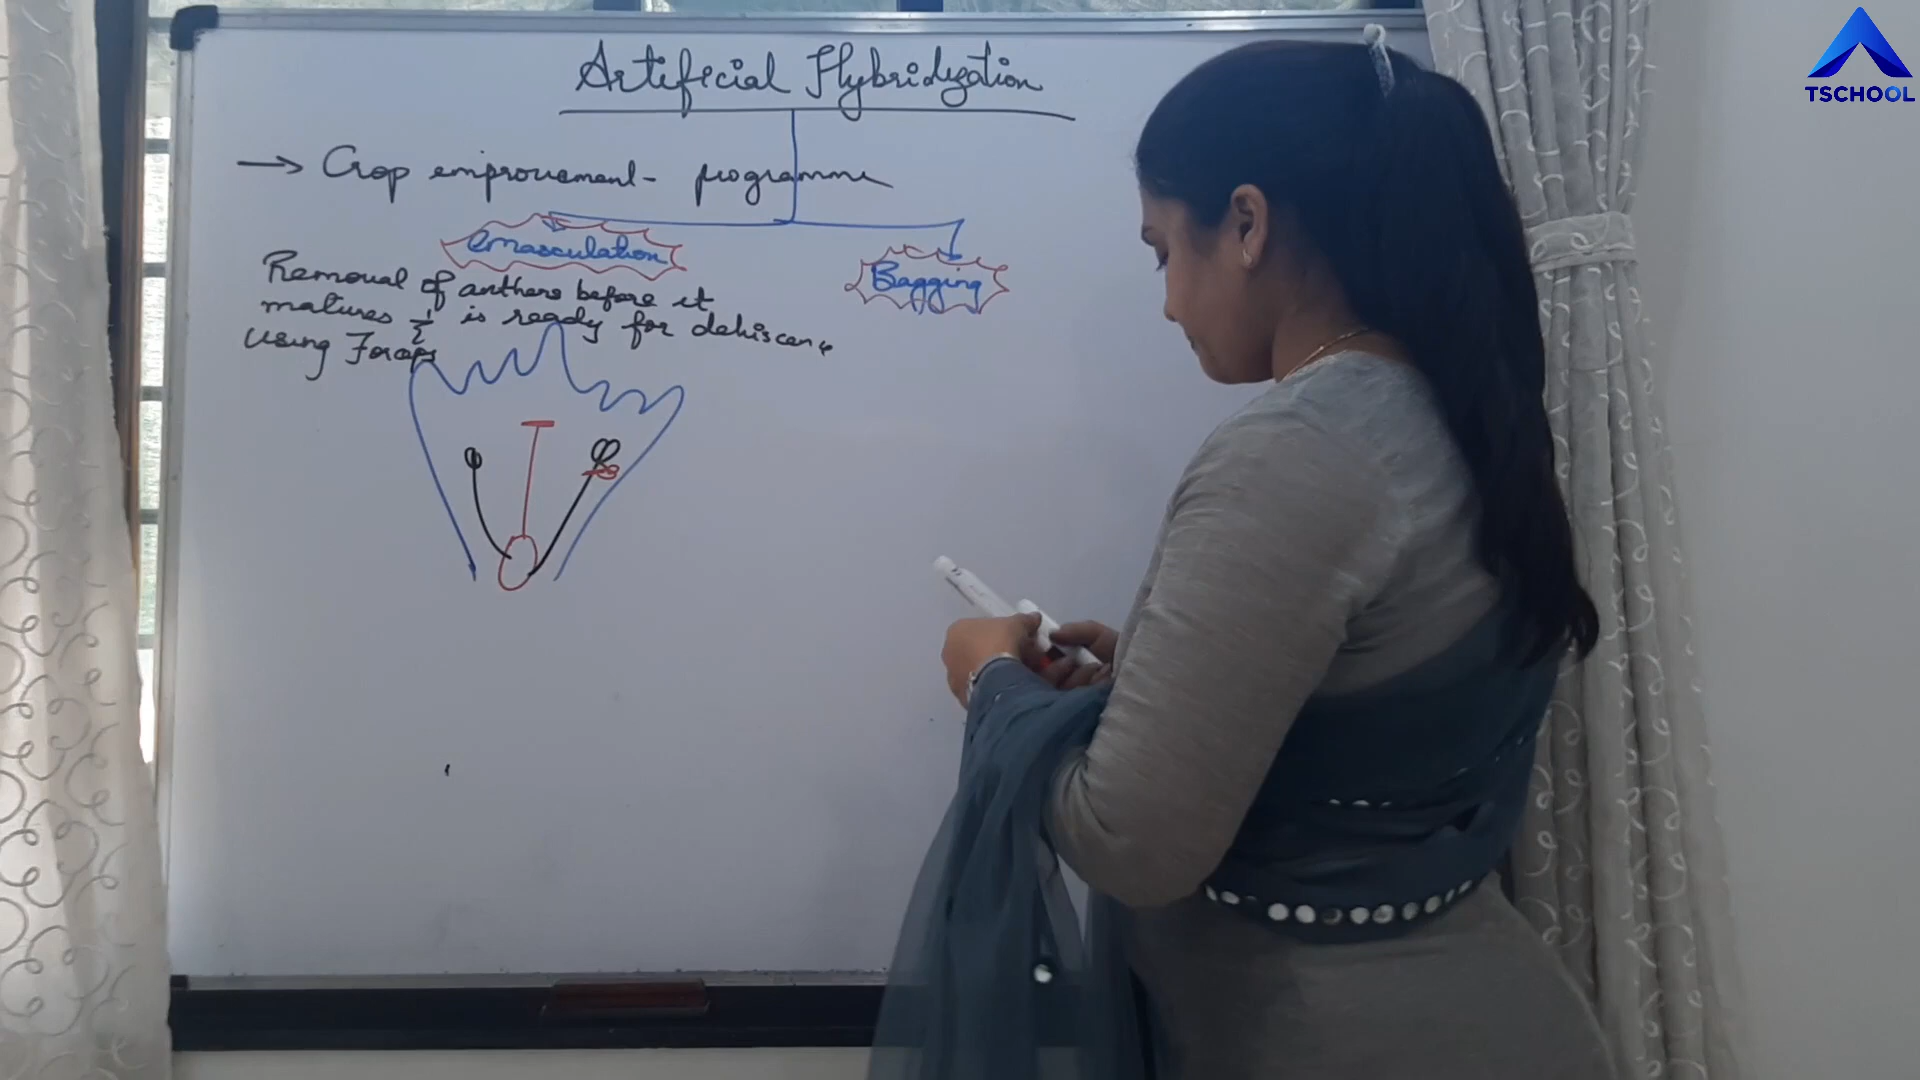 Artificial Hybridization
→ Crop improvement- programme
emasculation
Bagging
Removal of anthers before it
matures & is ready for dehiscence
using Forceps
TSCHOOL